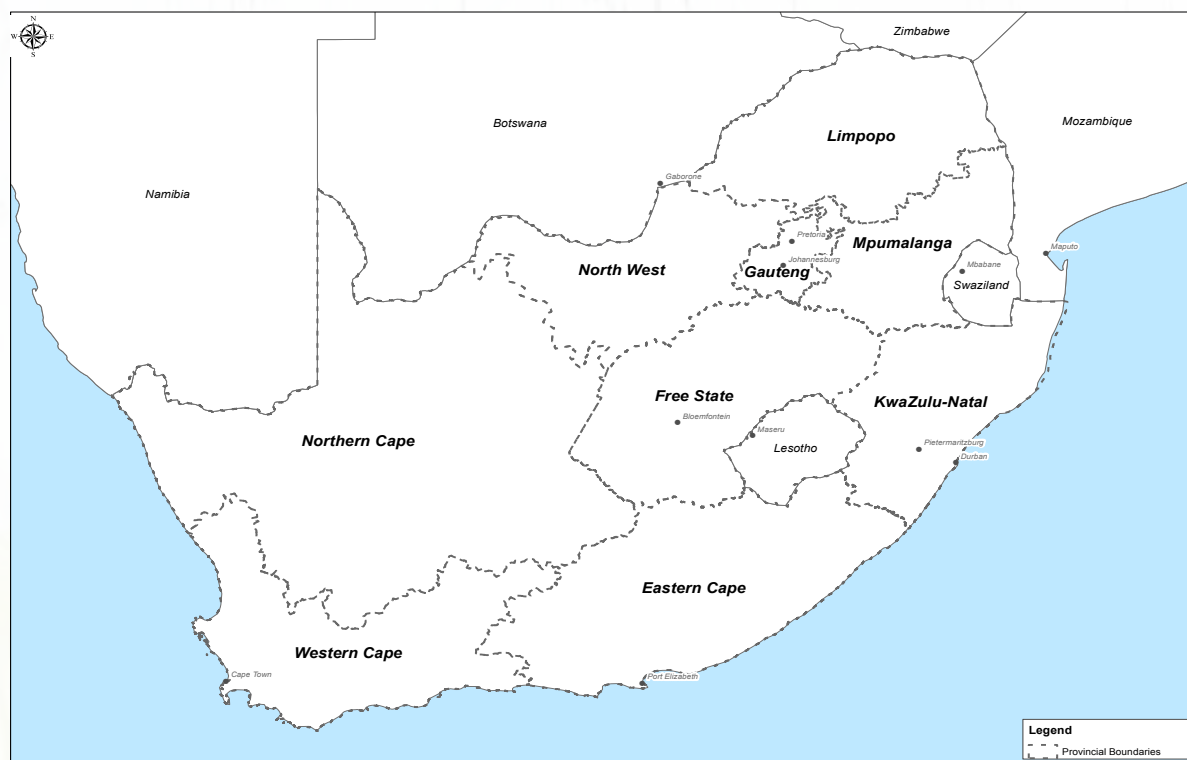 N
W E
S
Zimbabwe
Botswana
Mozambique
Limpopo
Namibia
Gaborone
Pretoria
Mpumalanga
Maputo
North West
Johannesburg
Gauteng
Mbabane
Swaziland
Free State
KwaZulu-Natal
Bloemfontein
Maseru
Northern Cape
Lesotho
Pietermaritzburg
Durban
Eastern Cape
Western Cape
Cape Town
Port Elizabeth
Legend
Provincial Boundaries